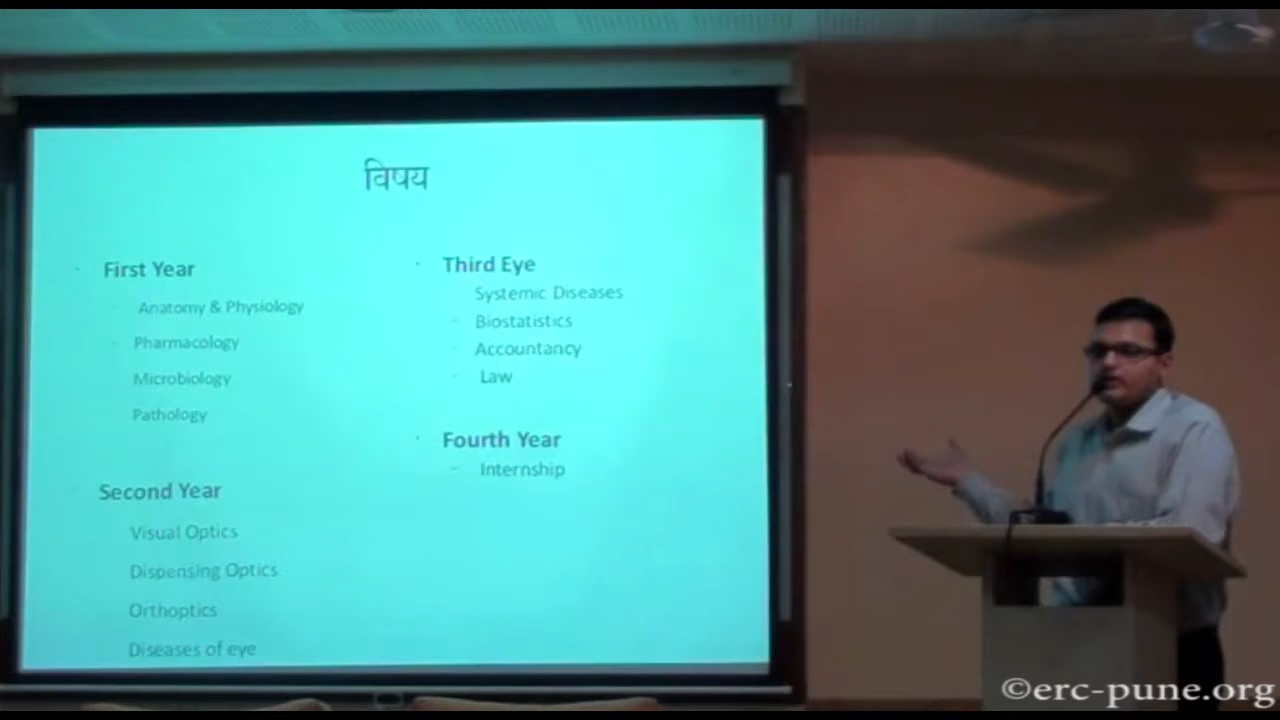 विषय
First Year
Anatomy & Physiology
Pharmacology
Microbiology
Pathology
Second Year
Visual Optics
Dispensing Optics
Orthoptics
Diseases of eye
Third Eye
Systemic Diseases
Biostatistics
Accountancy
Law
Fourth Year
Internship
©erc-pune.org